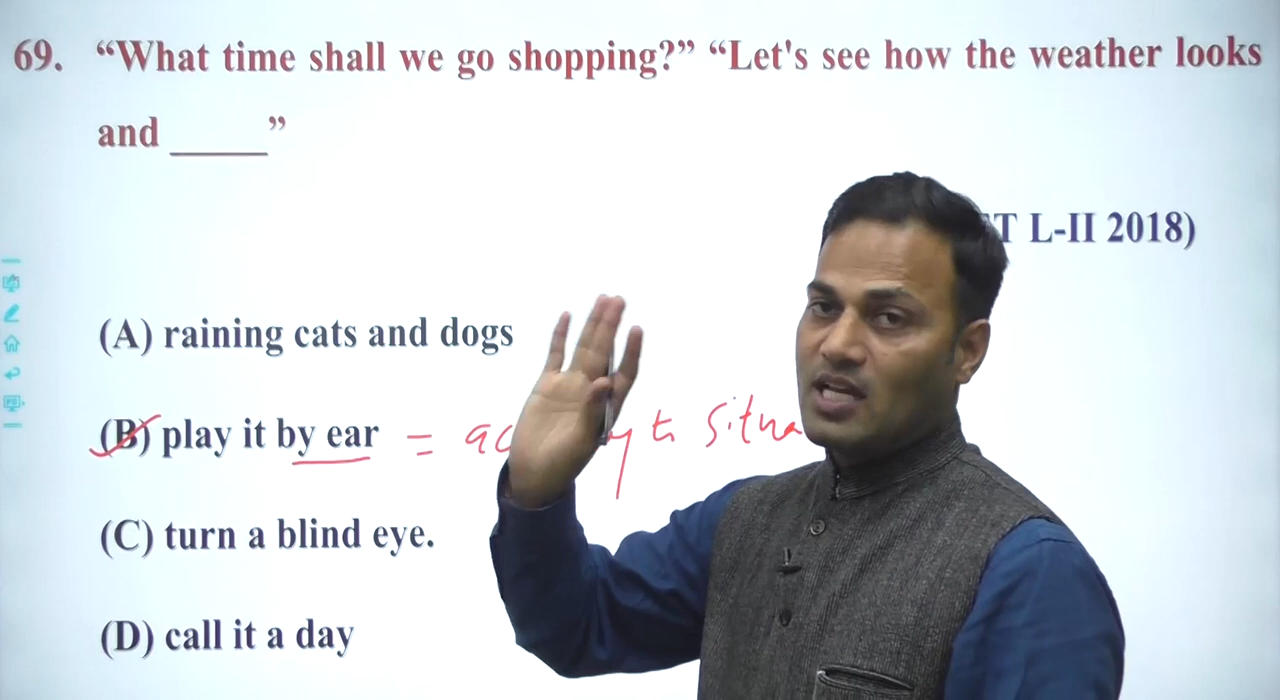 69. “What time shall we go shopping?” “Let's see how the weather looks
and _____”
L-II 2018)
(A) raining cats and dogs
(B) play it by ear =
to
(C) turn a blind eye.
(D) call it a day